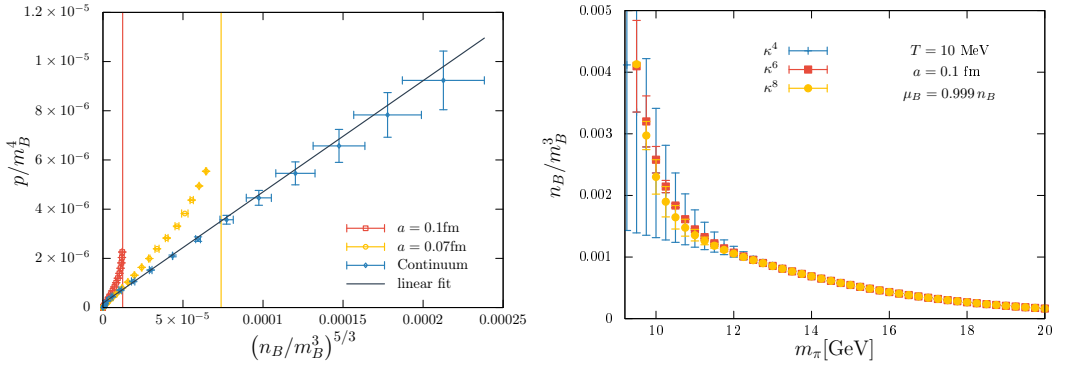 1.2 × 10⁻⁵
1 × 10⁻⁵
8 × 10⁻⁶
6 × 10⁻⁶
4 × 10⁻⁶
2 × 10⁻⁶
0
p/m_B^4
a = 0.1fm
a = 0.07fm
Continuum
linear fit
0
5 × 10⁻⁵
0.0001
0.00015
0.0002
0.00025
(n_B/m_B^3)^{5/3}
0.005
0.004
0.003
0.002
0.001
0
n_B/m_B^3
κ⁴
κ⁶
κ⁸
T = 10 MeV
a = 0.1 fm
μ_B = 0.999 n_B
10
12
14
16
18
20
m_π[GeV]